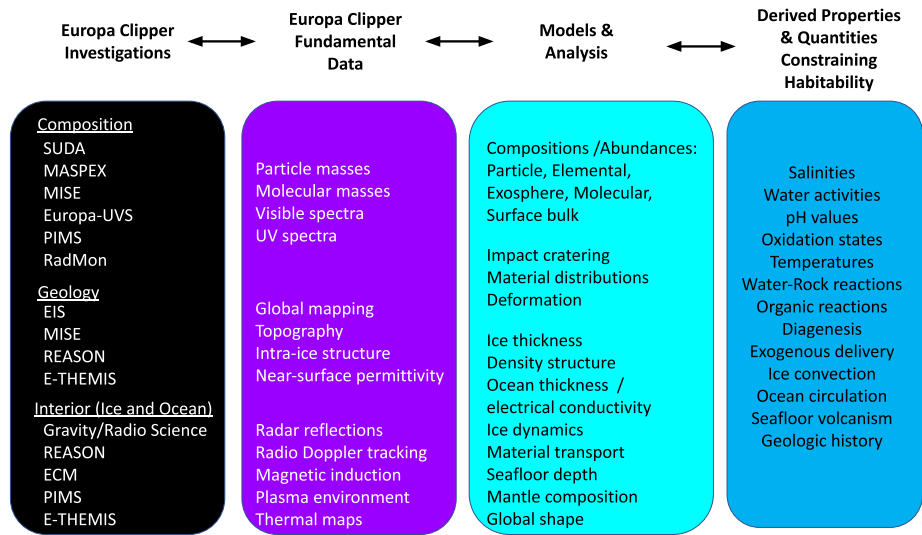 Europa Clipper
Investigations
Europa Clipper
Fundamental
Data
Models &
Analysis
Derived Properties
& Quantities
Constraining
Habitability
Composition
SUDA
MASPEX
MISE
Europa-UVS
PIMS
RadMon
Geology
EIS
MISE
REASON
E-THEMIS
Interior (Ice and Ocean)
Gravity/Radio Science
REASON
ECM
PIMS
E-THEMIS
Particle masses
Molecular masses
Visible spectra
UV spectra
Global mapping
Topography
Intra-ice structure
Near-surface permittivity
Radar reflections
Radio Doppler tracking
Magnetic induction
Plasma environment
Thermal maps
Compositions /Abundances:
Particle, Elemental,
Exosphere, Molecular,
Surface bulk
Impact cratering
Material distributions
Deformation
Ice thickness
Density structure
Ocean thickness /
electrical conductivity
Ice dynamics
Material transport
Seafloor depth
Mantle composition
Global shape
Salinities
Water activities
pH values
Oxidation states
Temperatures
Water-Rock reactions
Organic reactions
Diagenesis
Exogenous delivery
Ice convection
Ocean circulation
Seafloor volcanism
Geologic history